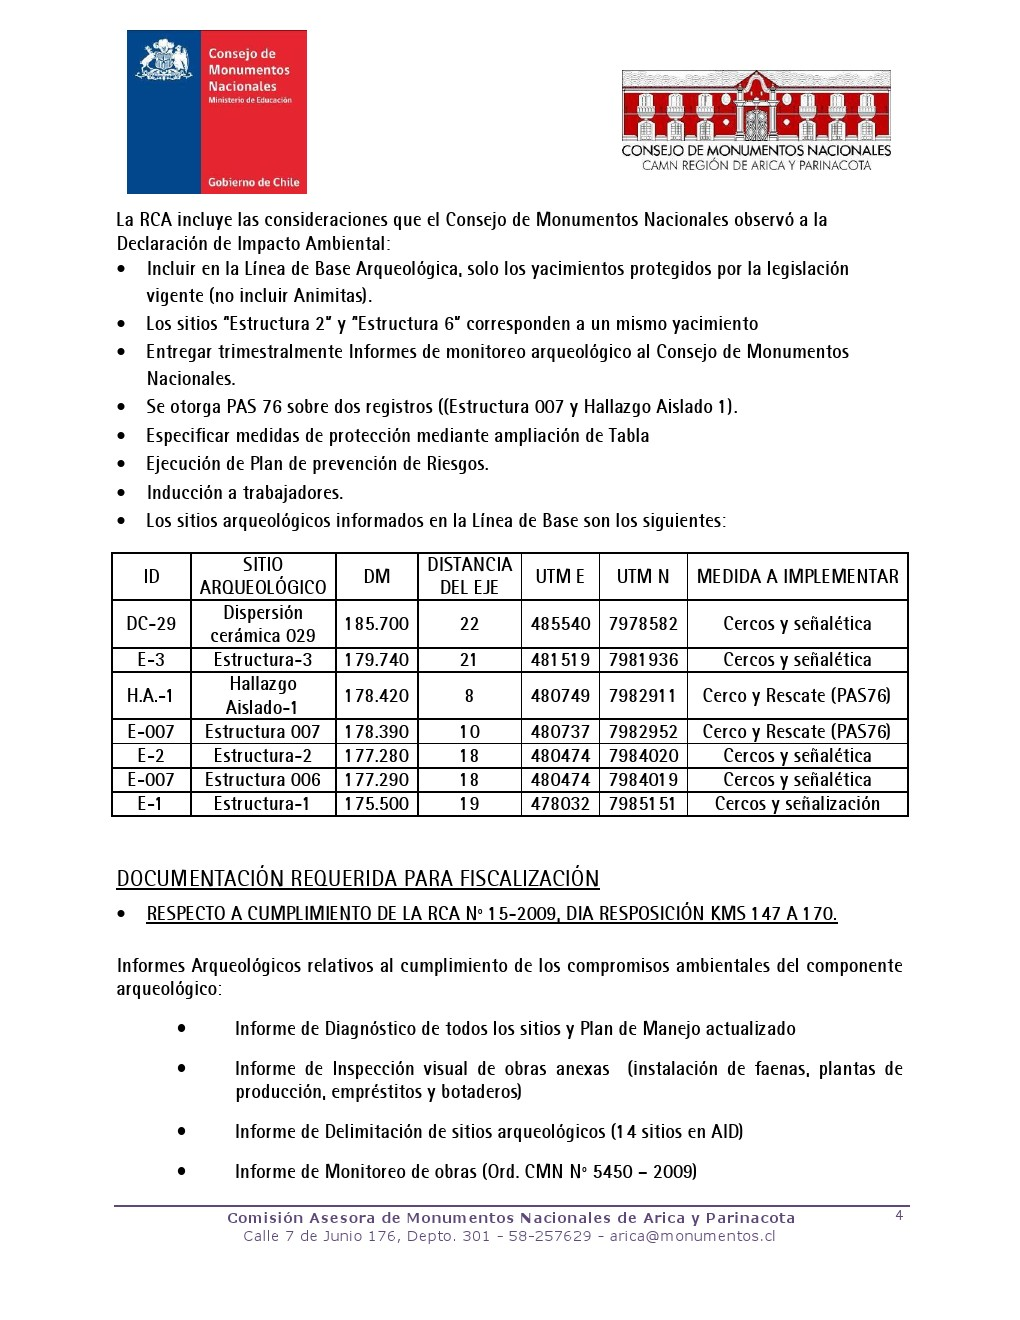 Consejo de
Monumentos
Nacionales
Ministerio de Educación
Gobierno de Chile
CONSEJO DE MONUMENTOS NACIONALES
CAMN REGIÓN DE ARICA Y PARINACOTA
La RCA incluye las consideraciones que el Consejo de Monumentos Nacionales observó a la
Declaración de Impacto Ambiental:
• Incluir en la Línea de Base Arqueológica, solo los yacimientos protegidos por la legislación
vigente (no incluir Animitas).
• Los sitios "Estructura 2" y "Estructura 6" corresponden a un mismo yacimiento
• Entregar trimestralmente Informes de monitoreo arqueológico al Consejo de Monumentos
Nacionales.
• Se otorga PAS 76 sobre dos registros ((Estructura 007 y Hallazgo Aislado 1).
• Especificar medidas de protección mediante ampliación de Tabla
• Ejecución de Plan de prevención de Riesgos.
• Inducción a trabajadores.
• Los sitios arqueológicos informados en la Línea de Base son los siguientes:
ID SITIO ARQUEOLÓGICO DM DISTANCIA DEL EJE UTM E UTM N MEDIDA A IMPLEMENTAR
DC-29 Dispersión cerámica 029 185.700 22 485540 7978582 Cercos y señalética
E-3 Estructura-3 179.740 21 481519 7981936 Cercos y señalética
H.A.-1 Hallazgo Aislado-1 178.420 8 480749 7982911 Cerco y Rescate (PAS76)
E-007 Estructura 007 178.390 10 480737 7982952 Cerco y Rescate (PAS76)
E-2 Estructura-2 177.280 18 480474 7984020 Cercos y señalética
E-007 Estructura 006 177.290 18 480474 7984019 Cercos y señalética
E-1 Estructura-1 175.500 19 478032 7985151 Cercos y señalización
DOCUMENTACIÓN REQUERIDA PARA FISCALIZACIÓN
• RESPECTO A CUMPLIMIENTO DE LA RCA Nº 15-2009, DIA RESPOSICIÓN KMS 147 A 170.
Informes Arqueológicos relativos al cumplimiento de los compromisos ambientales del componente
arqueológico:
• Informe de Diagnóstico de todos los sitios y Plan de Manejo actualizado
• Informe de Inspección visual de obras anexas (instalación de faenas, plantas de
producción, empréstitos y botaderos)
• Informe de Delimitación de sitios arqueológicos (14 sitios en AID)
• Informe de Monitoreo de obras (Ord. CMN Nº 5450 – 2009)
Comisión Asesora de Monumentos Nacionales de Arica y Parinacota 4
Calle 7 de Junio 176, Depto. 301 - 58-257629 - arica@monumentos.cl